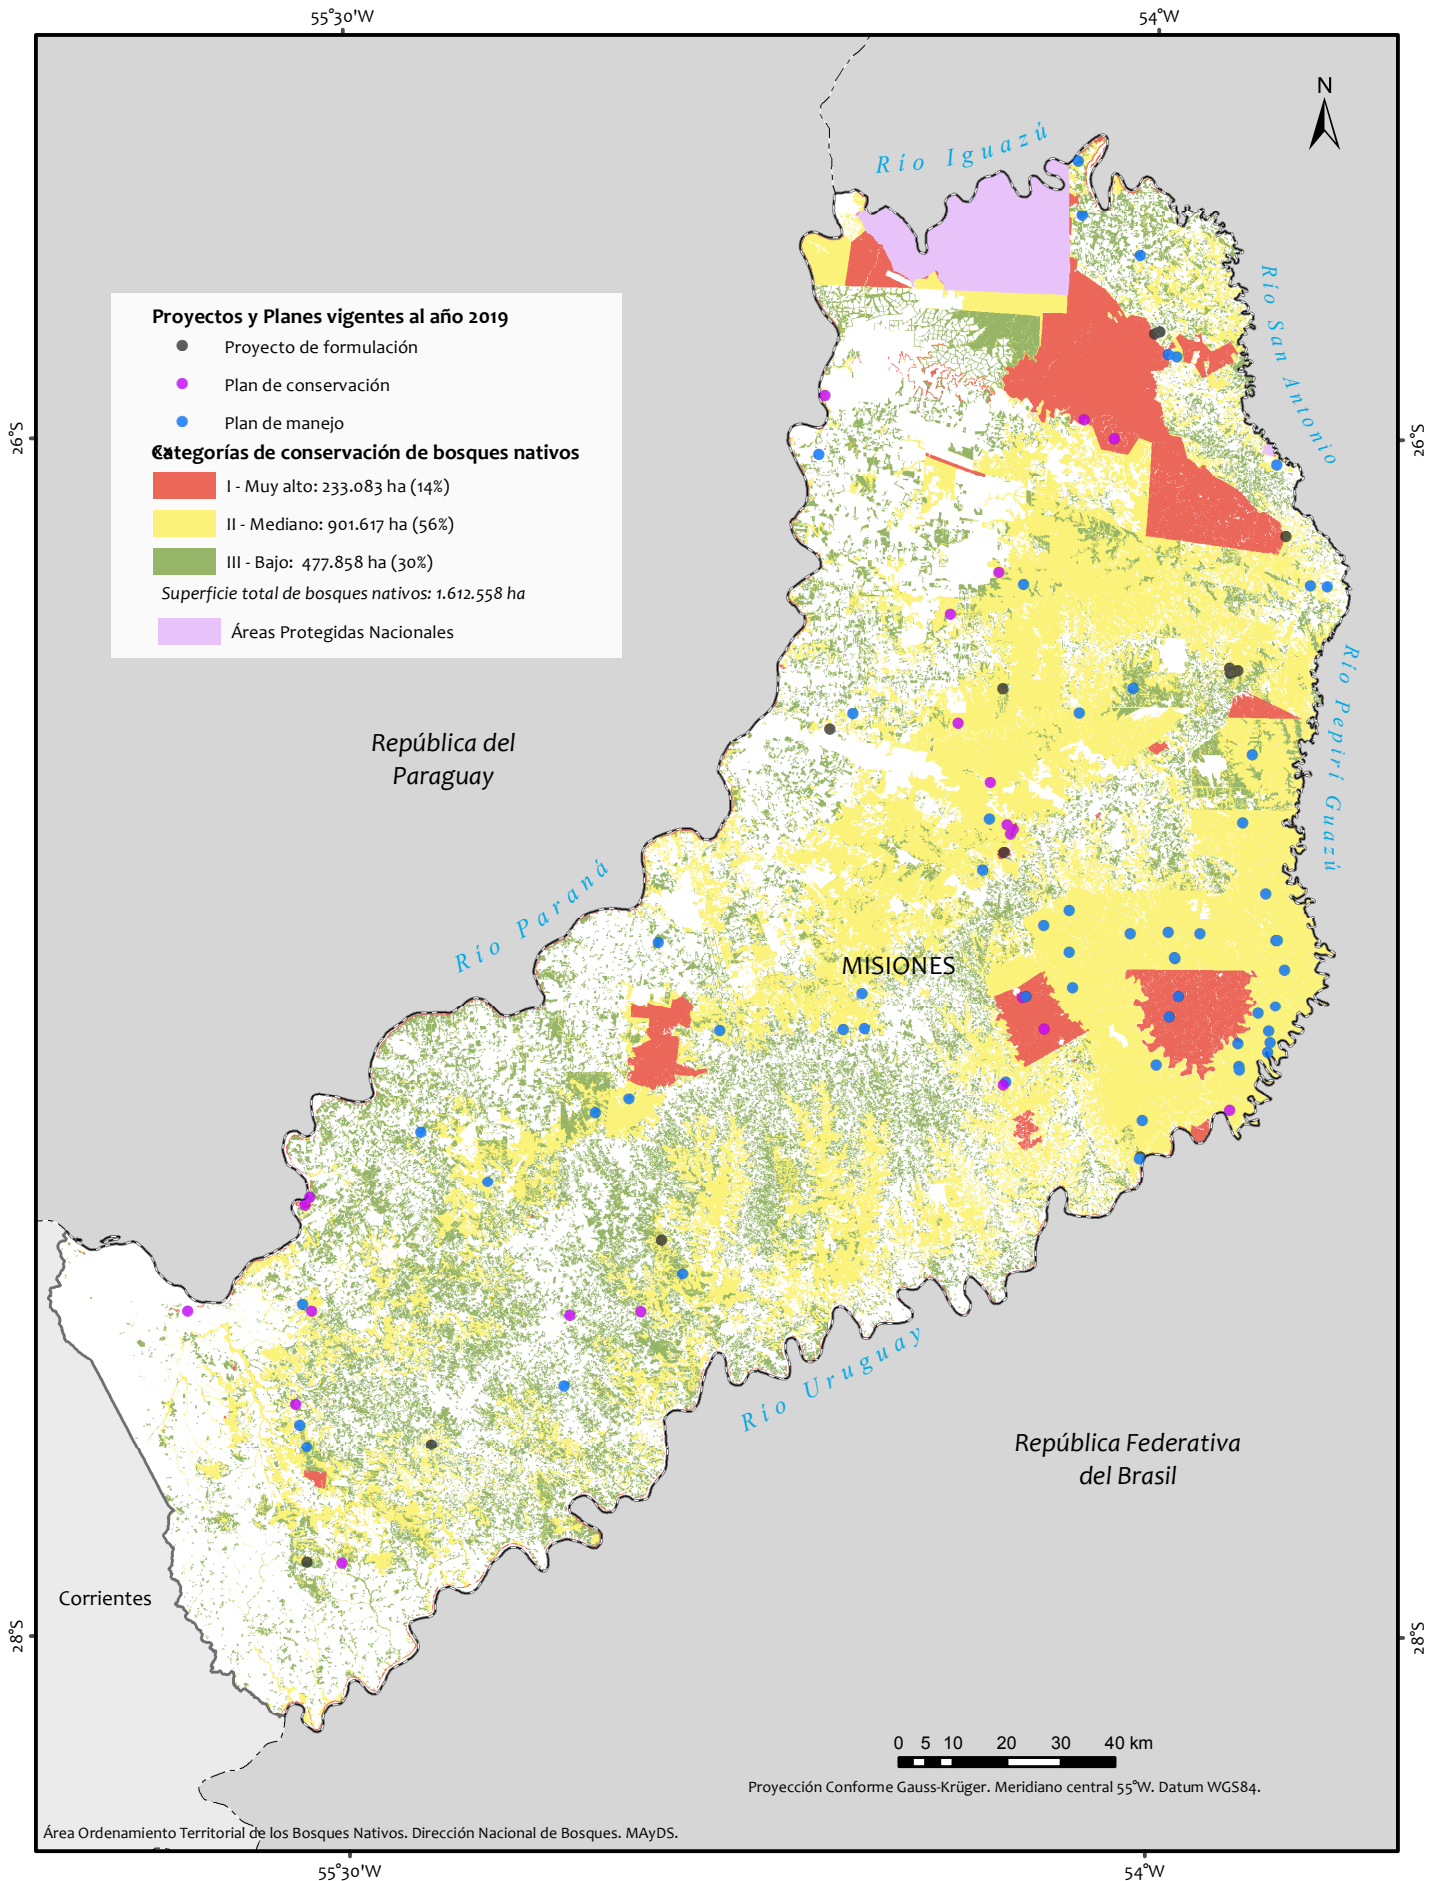 55°30'W
54°W
N
Río Iguazú
Río San Antonio
Proyectos y Planes vigentes al año 2019
Proyecto de formulación
Plan de conservación
Plan de manejo
Categorías de conservación de bosques nativos
I - Muy alto: 233.083 ha (14%)
II - Mediano: 901.617 ha (56%)
III - Bajo: 477.858 ha (30%)
Superficie total de bosques nativos: 1.612.558 ha
Áreas Protegidas Nacionales
26°S
26°S
República del
Paraguay
Río Pepirí Guazú
Río Paraná
MISIONES
Río Uruguay
República Federativa
del Brasil
Corrientes
28°S
28°S
0 5 10 20 30 40 km
Proyección Conforme Gauss-Krüger. Meridiano central 55°W. Datum WGS84.
Área Ordenamiento Territorial de los Bosques Nativos. Dirección Nacional de Bosques. MAyDS.
55°30'W
54°W